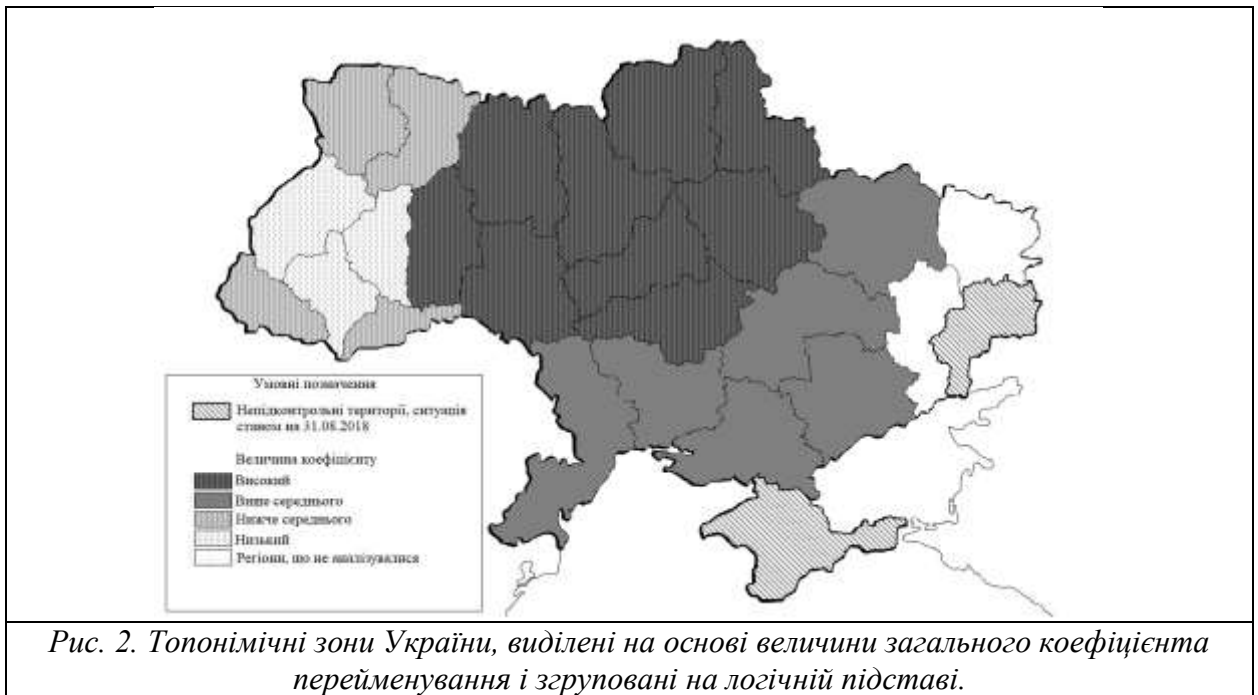 Умовні позначення
Непідконтрольні території, ситуація
станом на 31.08.2018
Величина коефіцієнту
Високий
Вище середнього
Нижче середнього
Низький
Регіони, що не аналізувалися
Рис. 2. Топонімічні зони України, виділені на основі величини загального коефіцієнта
перейменування і згруповані на логічній підставі.